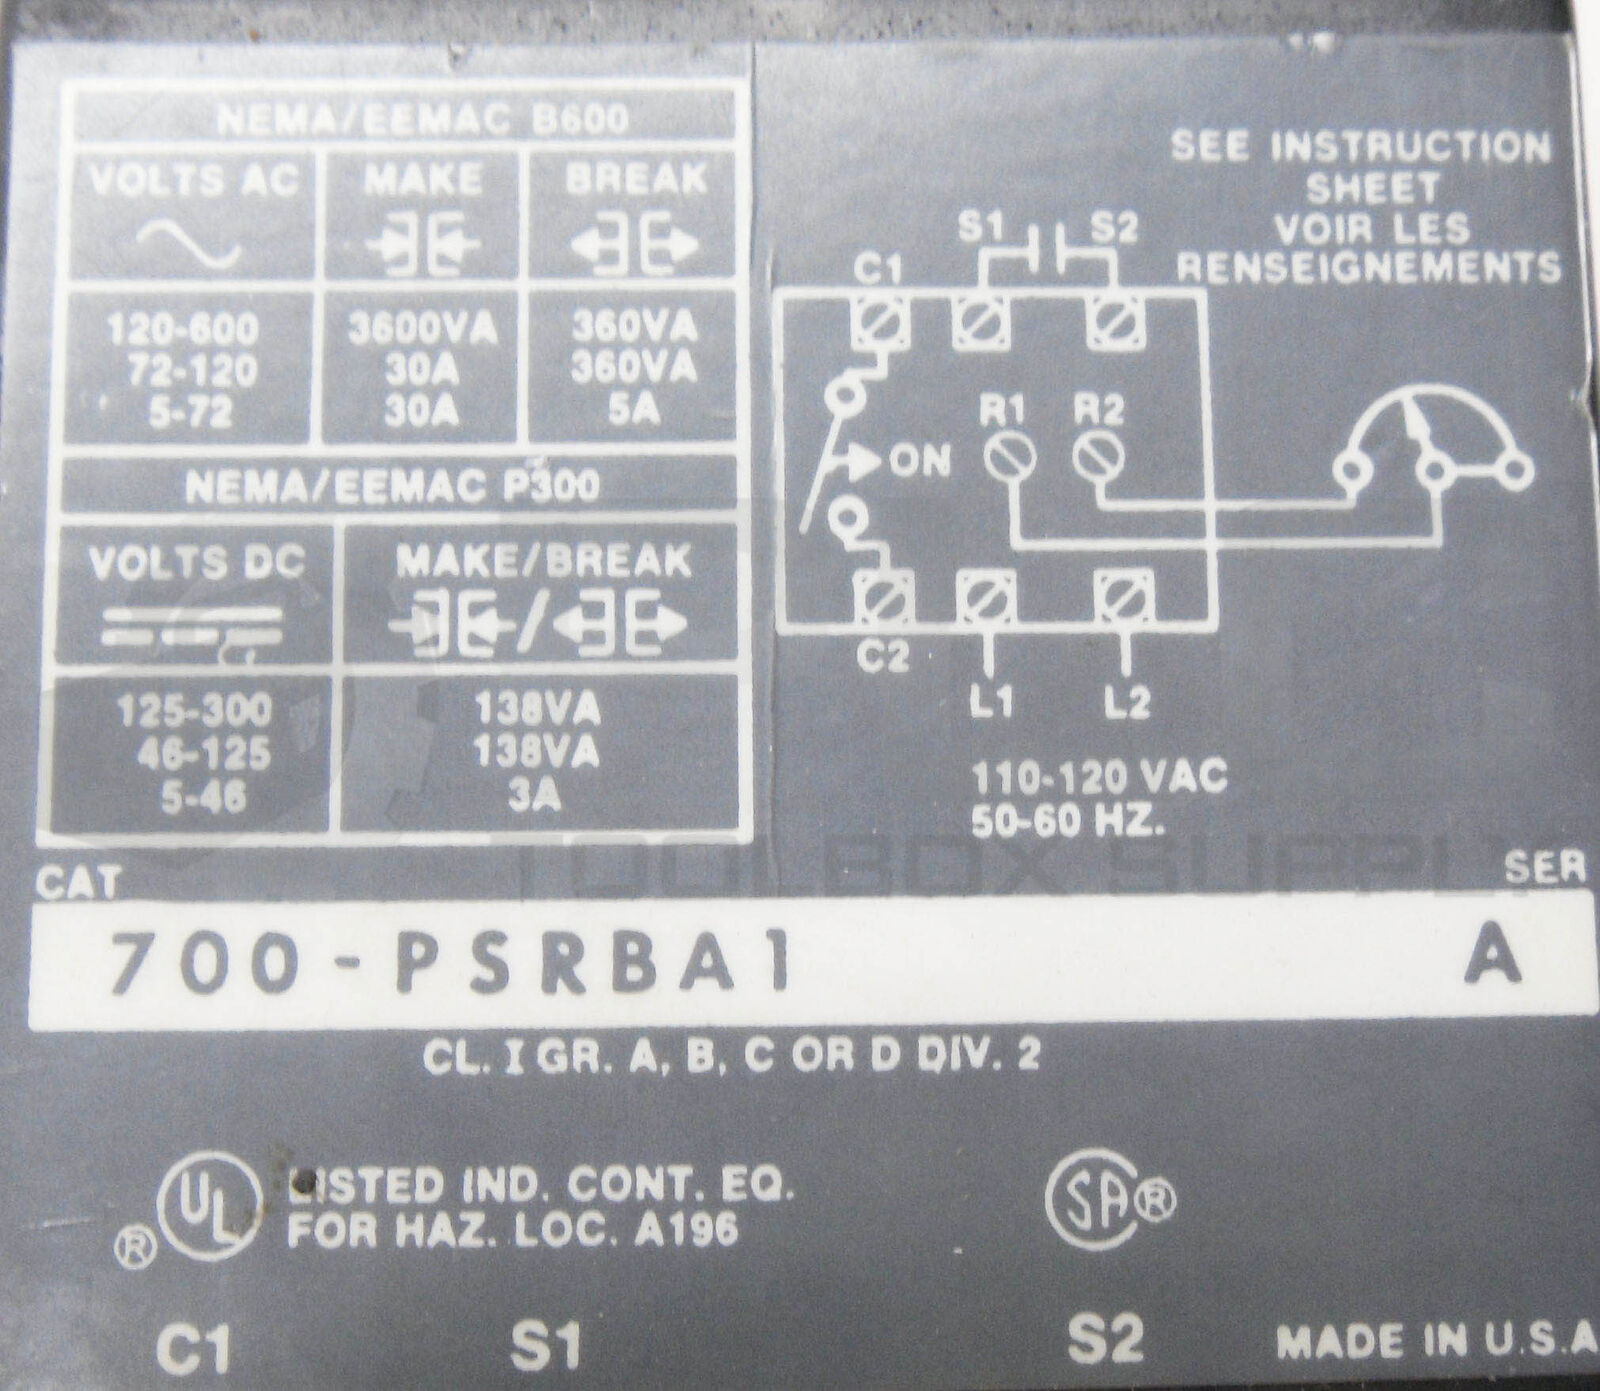 NEMA/EEMAC B600
VOLTS AC MAKE BREAK
120-600 3600VA 360VA
72-120 30A 360VA
5-72 30A 5A
NEMA/EEMAC P300
VOLTS DC MAKE/BREAK
125-300 138VA
46-125 138VA
5-46 3A
SEE INSTRUCTION
SHEET
VOIR LES
RENSEIGNEMENTS
S1 S2
C1
R1 R2
ON
C2
L1 L2
110-120 VAC
50-60 HZ.
TOOLBOX SUPPLY
CAT SER
700-PSRBA1 A
CL. I GR. A, B, C OR D DIV. 2
UL LISTED IND. CONT. EQ.
® FOR HAZ. LOC. A196
SA ®
C1 S1 S2 MADE IN U.S.A